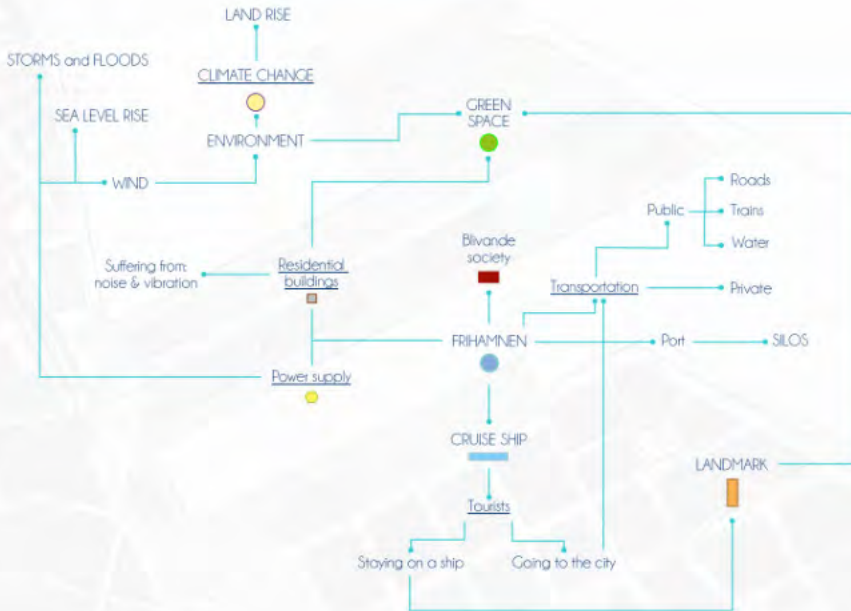 LAND RISE
STORMS and FLOODS
CLIMATE CHANGE
SEA LEVEL RISE
GREEN
SPACE
ENVIRONMENT
WIND
Roads
Public
Trains
Water
Blivande
society
Suffering from:
noise & vibration
Residential
buildings
Transportation
Private
FRIHAMNEN
Port
SILOS
Power supply
CRUISE SHIP
LANDMARK
Tourists
Staying on a ship
Going to the city